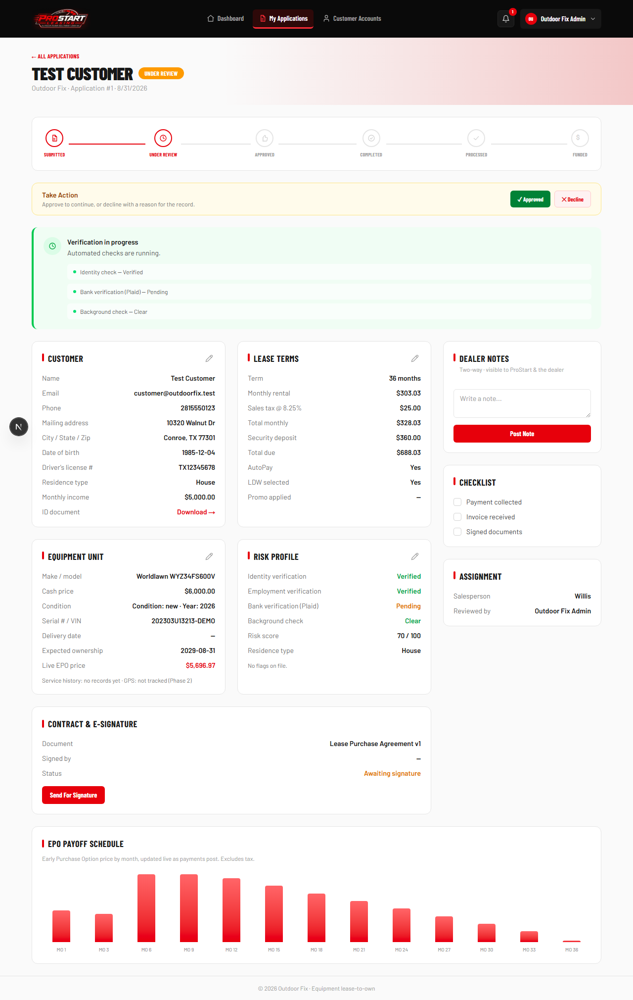 PROSTART
LEASING
Dashboard
My Applications
Customer Accounts
1
OU
Outdoor Fix Admin
← ALL APPLICATIONS
TEST CUSTOMER
UNDER REVIEW
Outdoor Fix · Application #1 · 8/31/2026
SUBMITTED
UNDER REVIEW
APPROVED
COMPLETED
PROCESSED
$
FUNDED
Take Action
Approve to continue, or decline with a reason for the record.
✓ Approved
✕ Decline
Verification in progress
Automated checks are running.
Identity check — Verified
Bank verification (Plaid) — Pending
Background check — Clear
CUSTOMER
Name Test Customer
Email customer@outdoorfix.test
Phone 2815550123
Mailing address 10320 Walnut Dr
City / State / Zip Conroe, TX 77301
Date of birth 1985-12-04
Driver's license # TX12345678
Residence type House
Monthly income $5,000.00
ID document Download →
LEASE TERMS
Term 36 months
Monthly rental $303.03
Sales tax @ 8.25% $25.00
Total monthly $328.03
Security deposit $360.00
Total due $688.03
AutoPay Yes
LDW selected Yes
Promo applied —
DEALER NOTES
Two-way · visible to ProStart & the dealer
Write a note...
Post Note
CHECKLIST
Payment collected
Invoice received
Signed documents
N
EQUIPMENT UNIT
Make / model Worldlawn WYZ34FS600V
Cash price $6,000.00
Condition Condition: new · Year: 2026
Serial # / VIN 202303U13213-DEMO
Delivery date —
Expected ownership 2029-08-31
Live EPO price $5,696.97
Service history: no records yet · GPS: not tracked (Phase 2)
RISK PROFILE
Identity verification Verified
Employment verification Verified
Bank verification (Plaid) Pending
Background check Clear
Risk score 70 / 100
Residence type House
No flags on file.
ASSIGNMENT
Salesperson Willis
Reviewed by Outdoor Fix Admin
CONTRACT & E-SIGNATURE
Document Lease Purchase Agreement v1
Signed by —
Status Awaiting signature
Send For Signature
EPO PAYOFF SCHEDULE
Early Purchase Option price by month, updated live as payments post. Excludes tax.
MO 1 MO 3 MO 6 MO 9 MO 12 MO 15 MO 18 MO 21 MO 24 MO 27 MO 30 MO 33 MO 36
© 2026 Outdoor Fix · Equipment lease-to-own